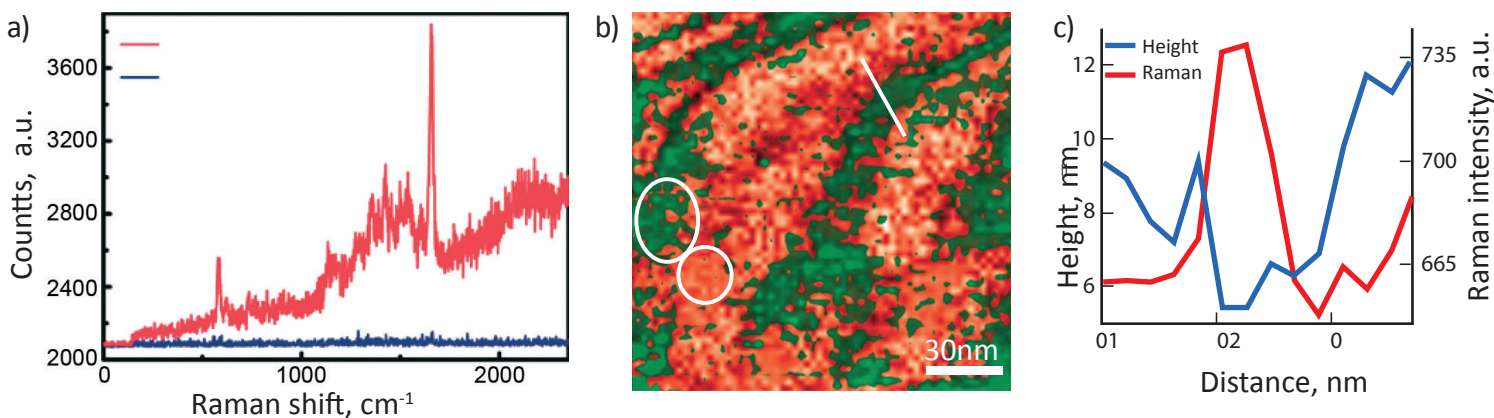 a)
3600
3200
2800
2400
2000
Countts, a.u.
0
1000
2000
Raman shift, cm-1
b)
30nm
c)
Height
Raman
12
10
8
6
Height, nm
735
700
665
Raman intensity, a.u.
01
02
0
Distance, nm